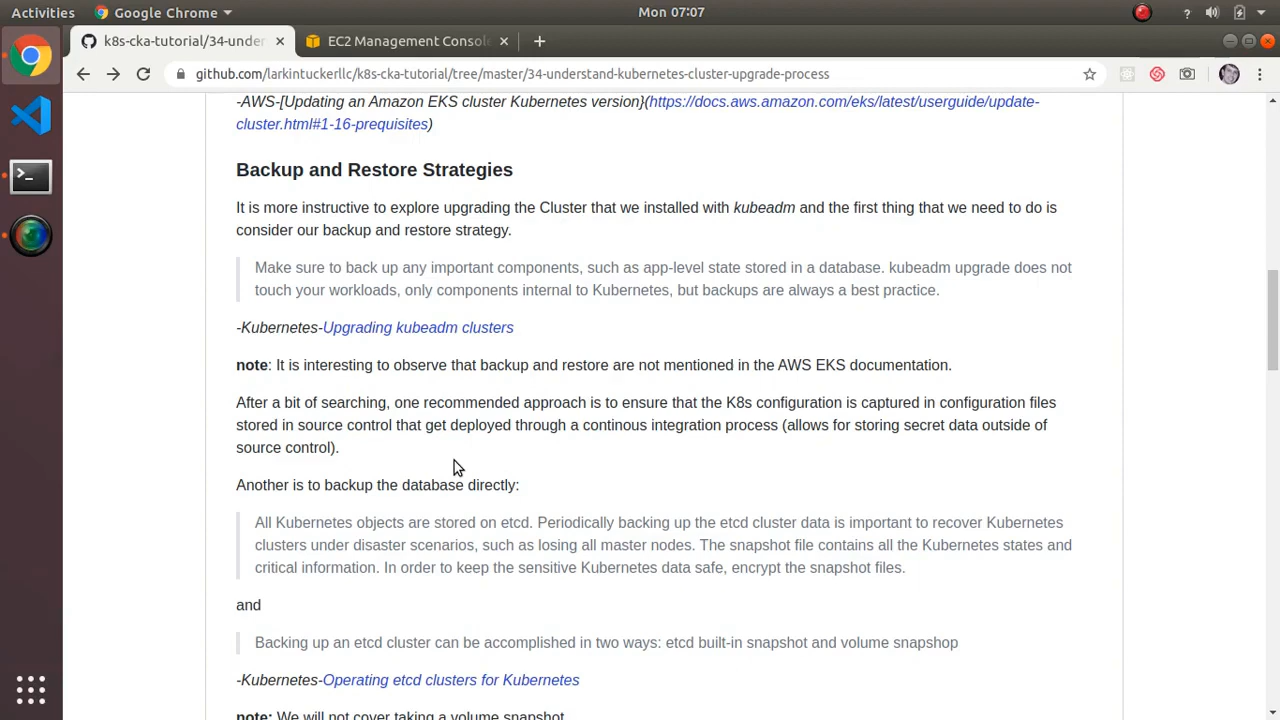 Activities
Google Chrome
Mon 07:07
?
k8s-cka-tutorial/34-under
EC2 Management Console
github.com/larkintuckerllc/k8s-cka-tutorial/tree/master/34-understand-kubernetes-cluster-upgrade-process
-AWS-[Updating an Amazon EKS cluster Kubernetes version}(https://docs.aws.amazon.com/eks/latest/userguide/update-
cluster.html#1-16-prequisites)
Backup and Restore Strategies
It is more instructive to explore upgrading the Cluster that we installed with kubeadm and the first thing that we need to do is
consider our backup and restore strategy.
Make sure to back up any important components, such as app-level state stored in a database. kubeadm upgrade does not
touch your workloads, only components internal to Kubernetes, but backups are always a best practice.
-Kubernetes-Upgrading kubeadm clusters
note: It is interesting to observe that backup and restore are not mentioned in the AWS EKS documentation.
After a bit of searching, one recommended approach is to ensure that the K8s configuration is captured in configuration files
stored in source control that get deployed through a continous integration process (allows for storing secret data outside of
source control).
Another is to backup the database directly:
All Kubernetes objects are stored on etcd. Periodically backing up the etcd cluster data is important to recover Kubernetes
clusters under disaster scenarios, such as losing all master nodes. The snapshot file contains all the Kubernetes states and
critical information. In order to keep the sensitive Kubernetes data safe, encrypt the snapshot files.
and
Backing up an etcd cluster can be accomplished in two ways: etcd built-in snapshot and volume snapshop
-Kubernetes-Operating etcd clusters for Kubernetes
note: We will not cover taking a volume snapshot